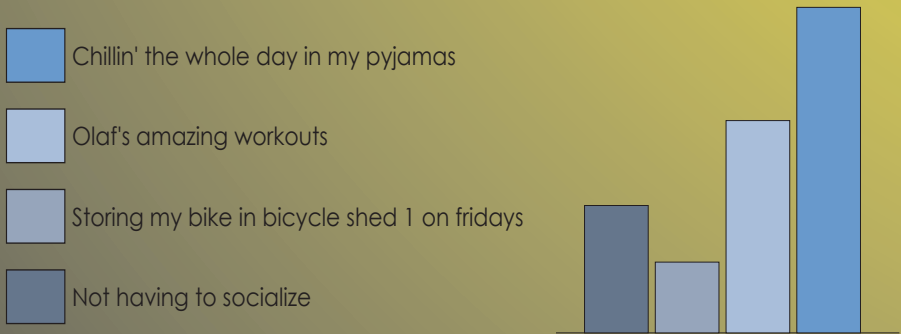 Chillin' the whole day in my pyjamas
Olaf's amazing workouts
Storing my bike in bicycle shed 1 on fridays
Not having to socialize